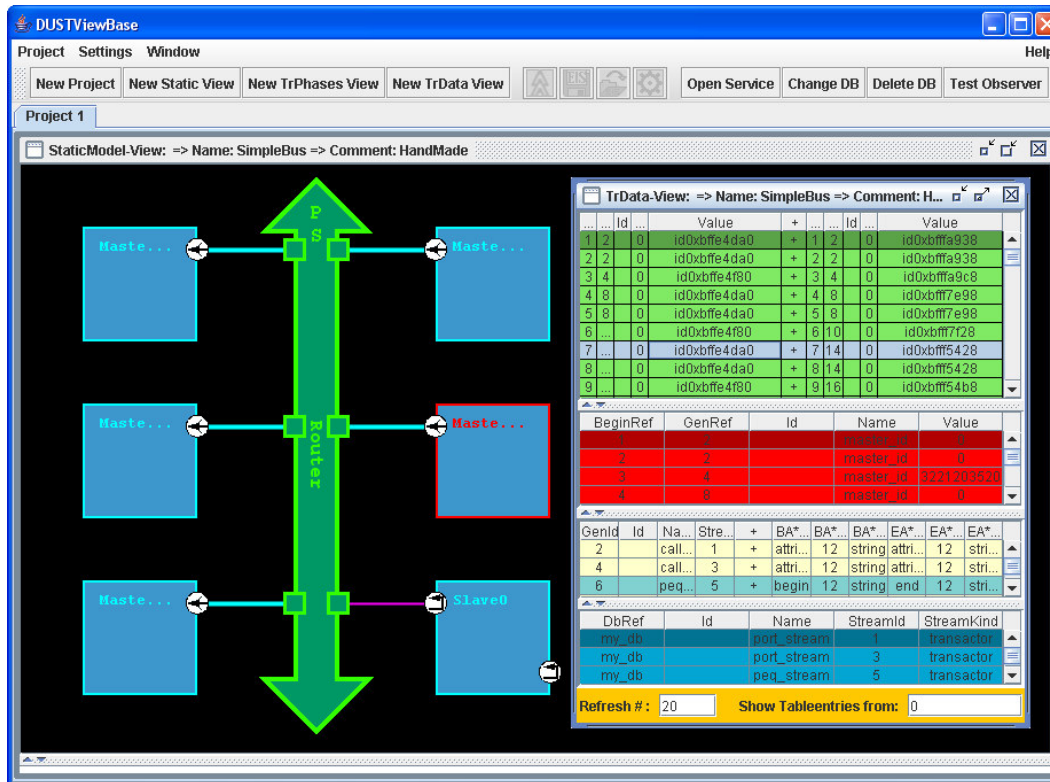 DUSTViewBase
Project Settings Window Help
New Project New Static View New TrPhases View New TrData View EIS Open Service Change DB Delete DB Test Observer
Project 1
StaticModel-View: => Name: SimpleBus => Comment: HandMade
P S Router
Maste... Maste...
Maste... Maste...
Maste... Slave0
TrData-View: => Name: SimpleBus => Comment: H...
... ... Id ... Value + ... ... Id ... Value
1 2 0 id0xbffe4da0 + 1 2 0 id0xbfffa938
2 2 0 id0xbffe4da0 + 2 2 0 id0xbfffa938
3 4 0 id0xbffe4f80 + 3 4 0 id0xbfffa9c8
4 8 0 id0xbffe4da0 + 4 8 0 id0xbfff7e98
5 8 0 id0xbffe4da0 + 5 8 0 id0xbfff7e98
6 ... 0 id0xbffe4f80 + 6 10 0 id0xbfff7f28
7 ... 0 id0xbffe4da0 + 7 14 0 id0xbfff5428
8 ... 0 id0xbffe4da0 + 8 14 0 id0xbfff5428
9 ... 0 id0xbffe4f80 + 9 16 0 id0xbfff54b8
BeginRef GenRef Id Name Value
1 2 master_id 0
2 2 master_id 0
3 4 master_id 3221203520
4 8 master_id 0
GenId Id Na... Stre... + BA* ... BA* ... BA* ... EA* ... EA* ... EA* ...
2 call... 1 + attri... 12 string attri... 12 stri...
4 call... 3 + attri... 12 string attri... 12 stri...
6 peq... 5 + begin 12 string end 12 stri...
DbRef Id Name StreamId StreamKind
my_db port_stream 1 transactor
my_db port_stream 3 transactor
my_db peq_stream 5 transactor
Refresh # : 20 Show Tableentries from: 0